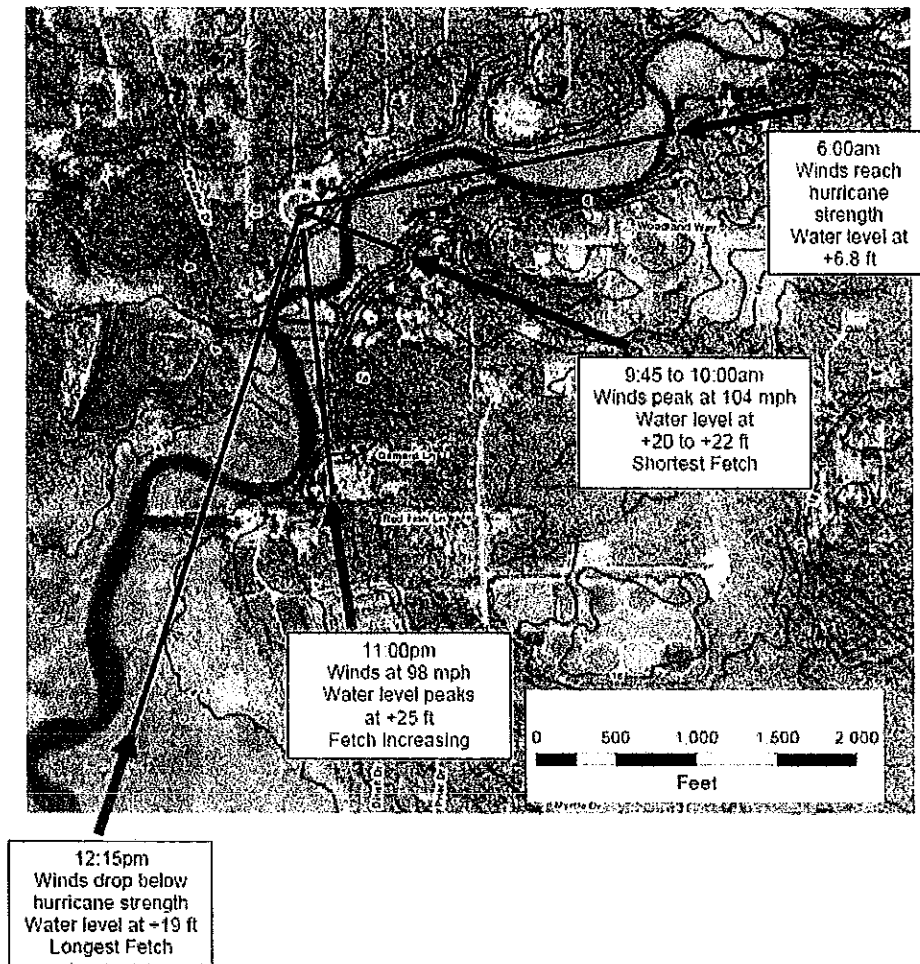 Woodland Way
6:00am
Winds reach
hurricane
strength
Water level at
+6.8 ft
9:45 to 10:00am
Winds peak at 104 mph
Water level at
+20 to +22 ft
Shortest Fetch
Red Fish Ln
11:00pm
Winds at 98 mph
Water level peaks
at +25 ft
Fetch Increasing
0 500 1,000 1,500 2,000
Feet
Myrtle Dr
12:15pm
Winds drop below
hurricane strength
Water level at +19 ft
Longest Fetch